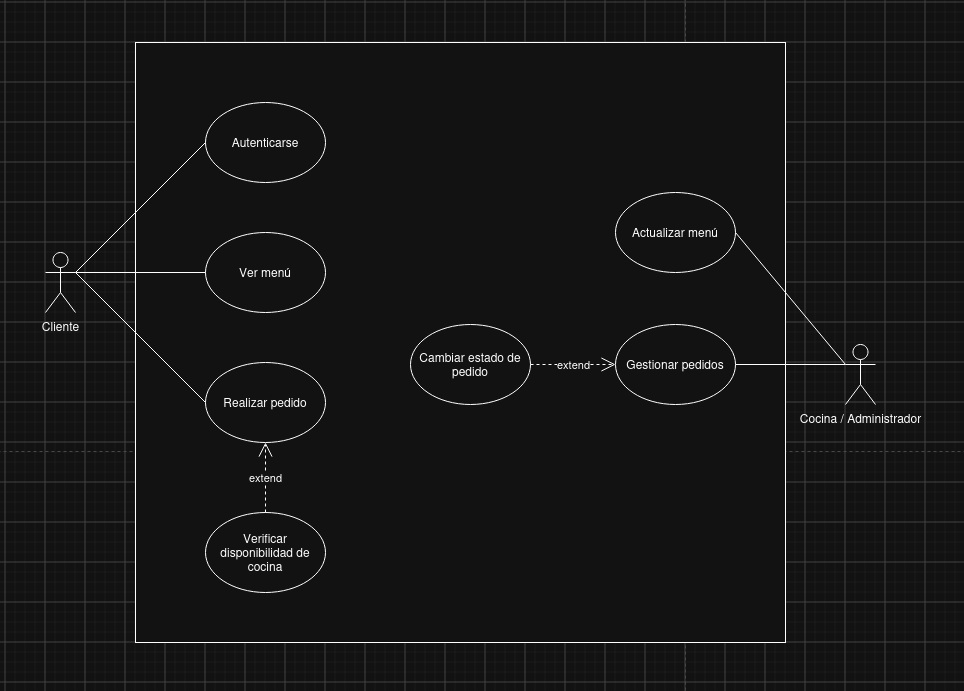 Autenticarse
Actualizar menú
Ver menú
Cliente
Cambiar estado de
pedido
extend
Gestionar pedidos
Realizar pedido
Cocina / Administrador
extend
Verificar
disponibilidad de
cocina